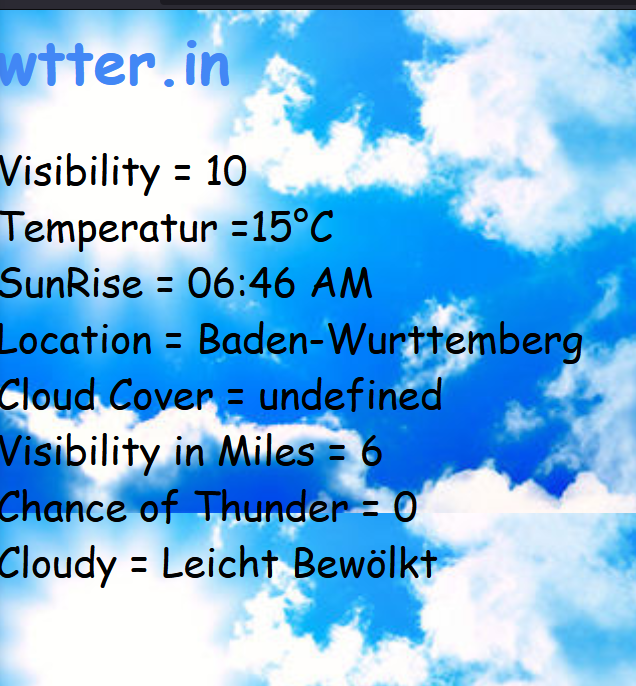 wtter.in
Visibility = 10
Temperatur =15°C
SunRise = 06:46 AM
Location = Baden-Wurttemberg
Cloud Cover = undefined
Visibility in Miles = 6
Chance of Thunder = 0
Cloudy = Leicht Bewölkt